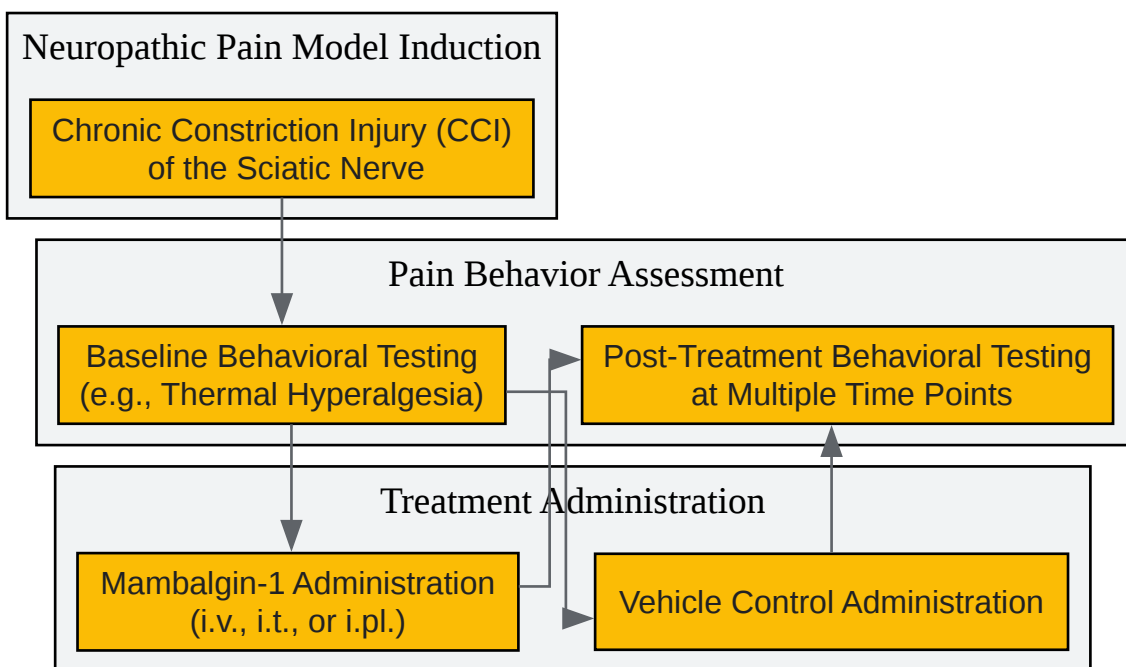 Neuropathic Pain Model Induction
Chronic Constriction Injury (CCI)
of the Sciatic Nerve
Pain Behavior Assessment
Baseline Behavioral Testing
(e.g., Thermal Hyperalgesia)
Post-Treatment Behavioral Testing
at Multiple Time Points
Treatment Administration
Mambalgin-1 Administration
(i.v., i.t., or i.pl.)
Vehicle Control Administration